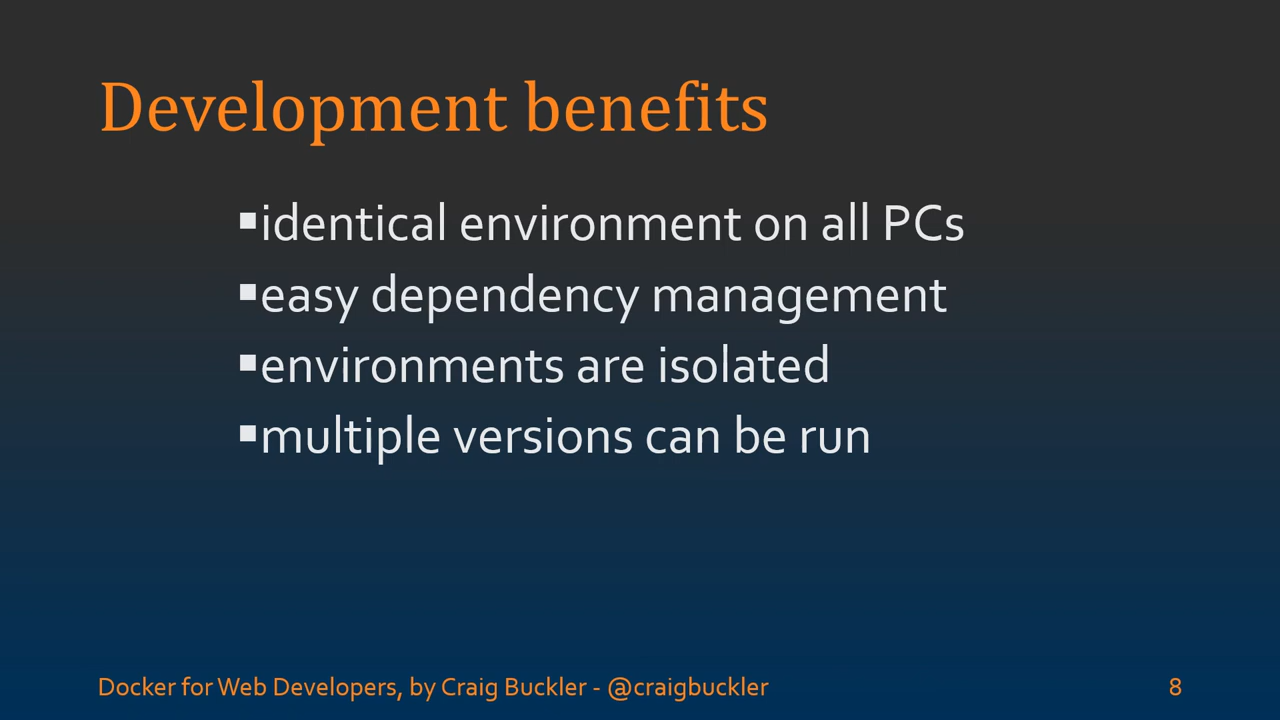 Development benefits
▪identical environment on all PCs
▪easy dependency management
▪environments are isolated
▪multiple versions can be run
Docker for Web Developers, by Craig Buckler - @craigbuckler
8